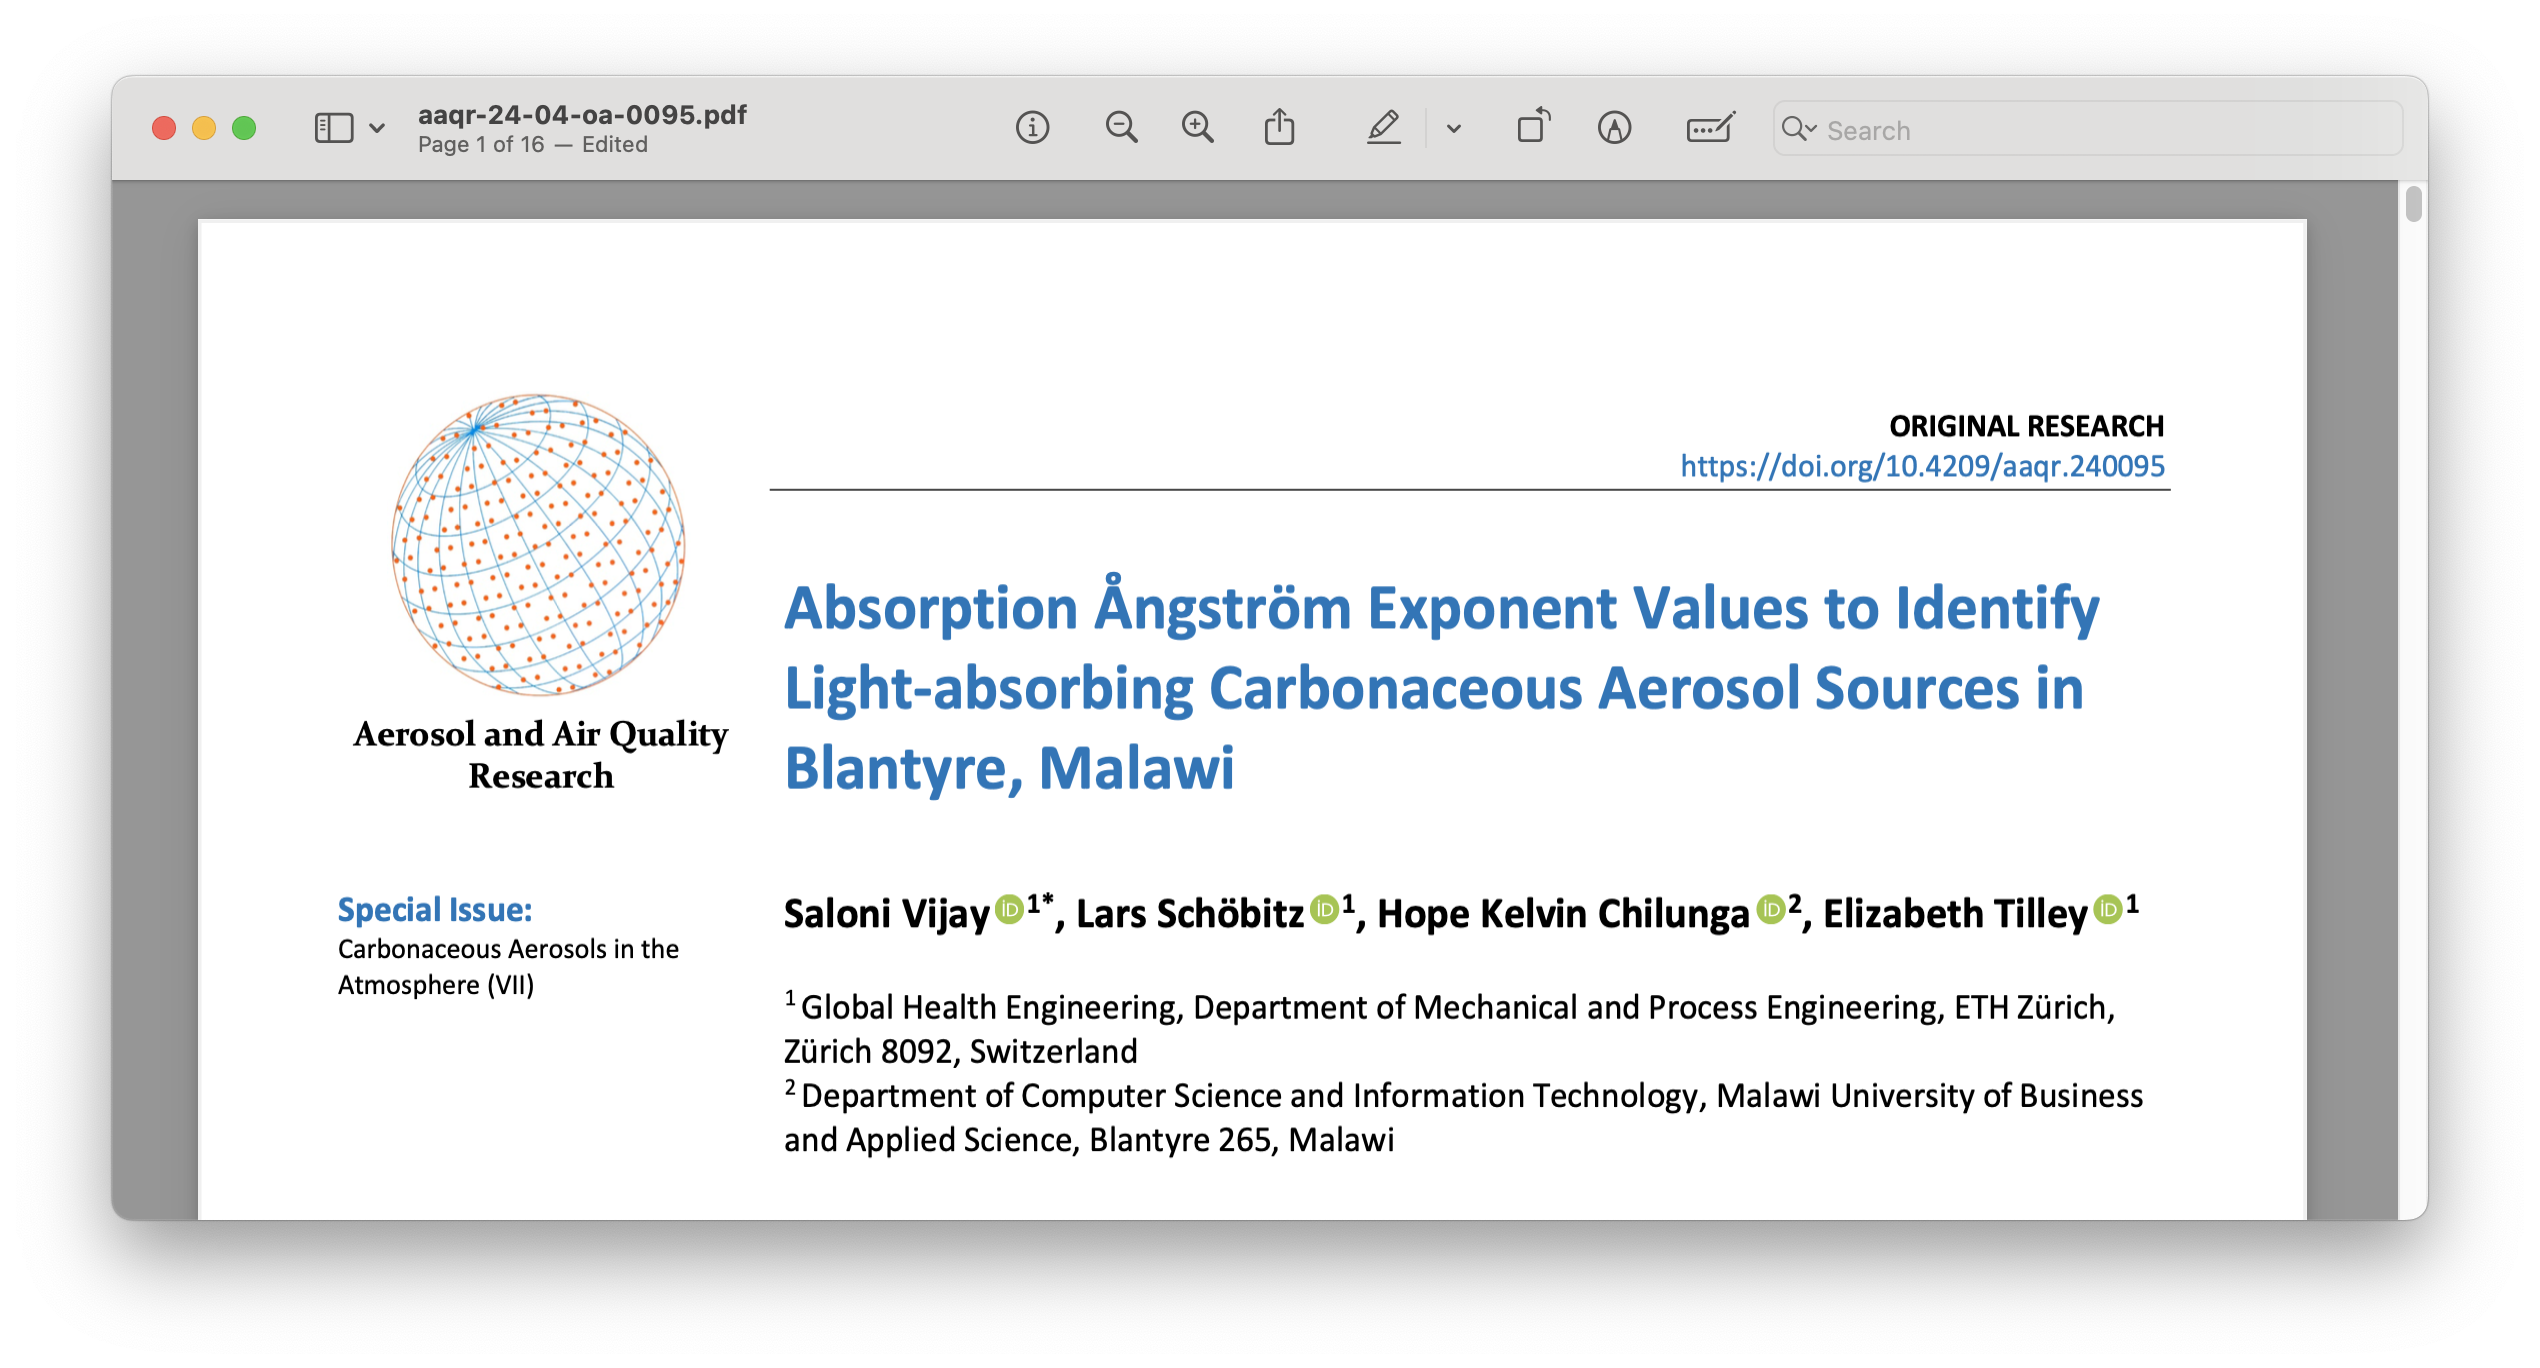 aaqr-24-04-oa-0095.pdf
Page 1 of 16 — Edited
Search
ORIGINAL RESEARCH
https://doi.org/10.4209/aaqr.240095
Aerosol and Air Quality
Research
Absorption Ångström Exponent Values to Identify
Light-absorbing Carbonaceous Aerosol Sources in
Blantyre, Malawi
Special Issue:
Carbonaceous Aerosols in the
Atmosphere (VII)
Saloni Vijay iD 1*, Lars Schöbitz iD 1, Hope Kelvin Chilunga iD 2, Elizabeth Tilley iD 1
1 Global Health Engineering, Department of Mechanical and Process Engineering, ETH Zürich,
Zürich 8092, Switzerland
2 Department of Computer Science and Information Technology, Malawi University of Business
and Applied Science, Blantyre 265, Malawi